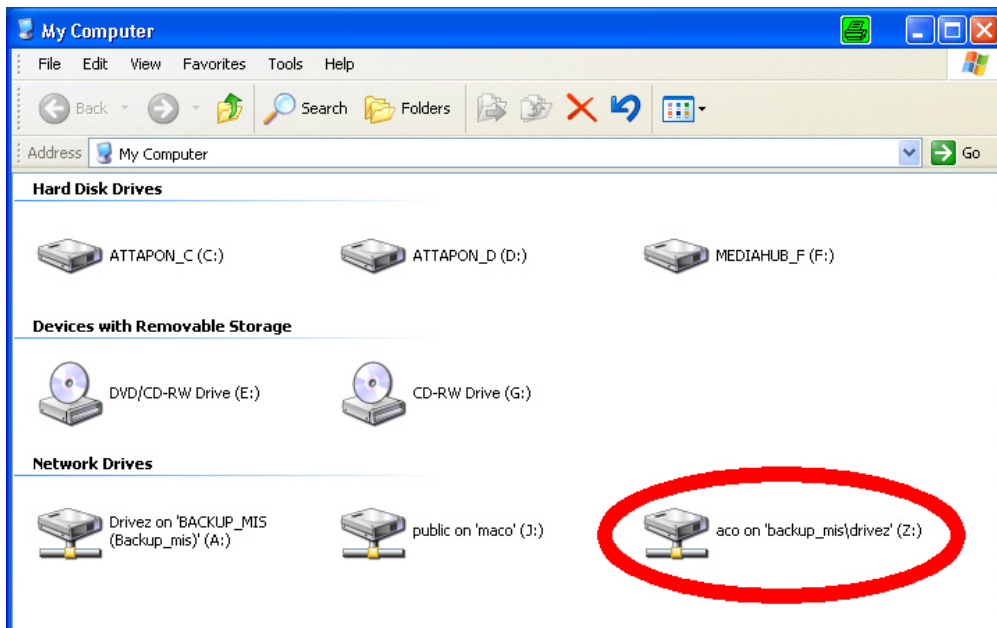 My Computer
File Edit View Favorites Tools Help
Back Search Folders
Address My Computer Go
Hard Disk Drives
ATTAPON_C (C:) ATTAPON_D (D:) MEDIAHUB_F (F:)
Devices with Removable Storage
DVD/CD-RW Drive (E:) CD-RW Drive (G:)
Network Drives
Drivez on 'BACKUP_MIS
(Backup_mis)' (A:)
public on 'maco' (J:)
aco on 'backup_mis\drivez' (Z:)